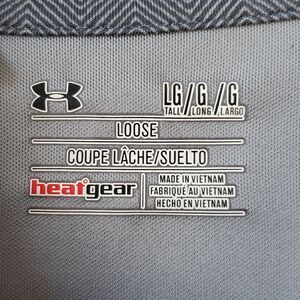 LG/G/G
TALL LONG LARGO
LOOSE
COUPE LÂCHE/SUELTO
heatgear
MADE IN VIETNAM
FABRIQUÉ AU VIETNAM
HECHO EN VIETNAM